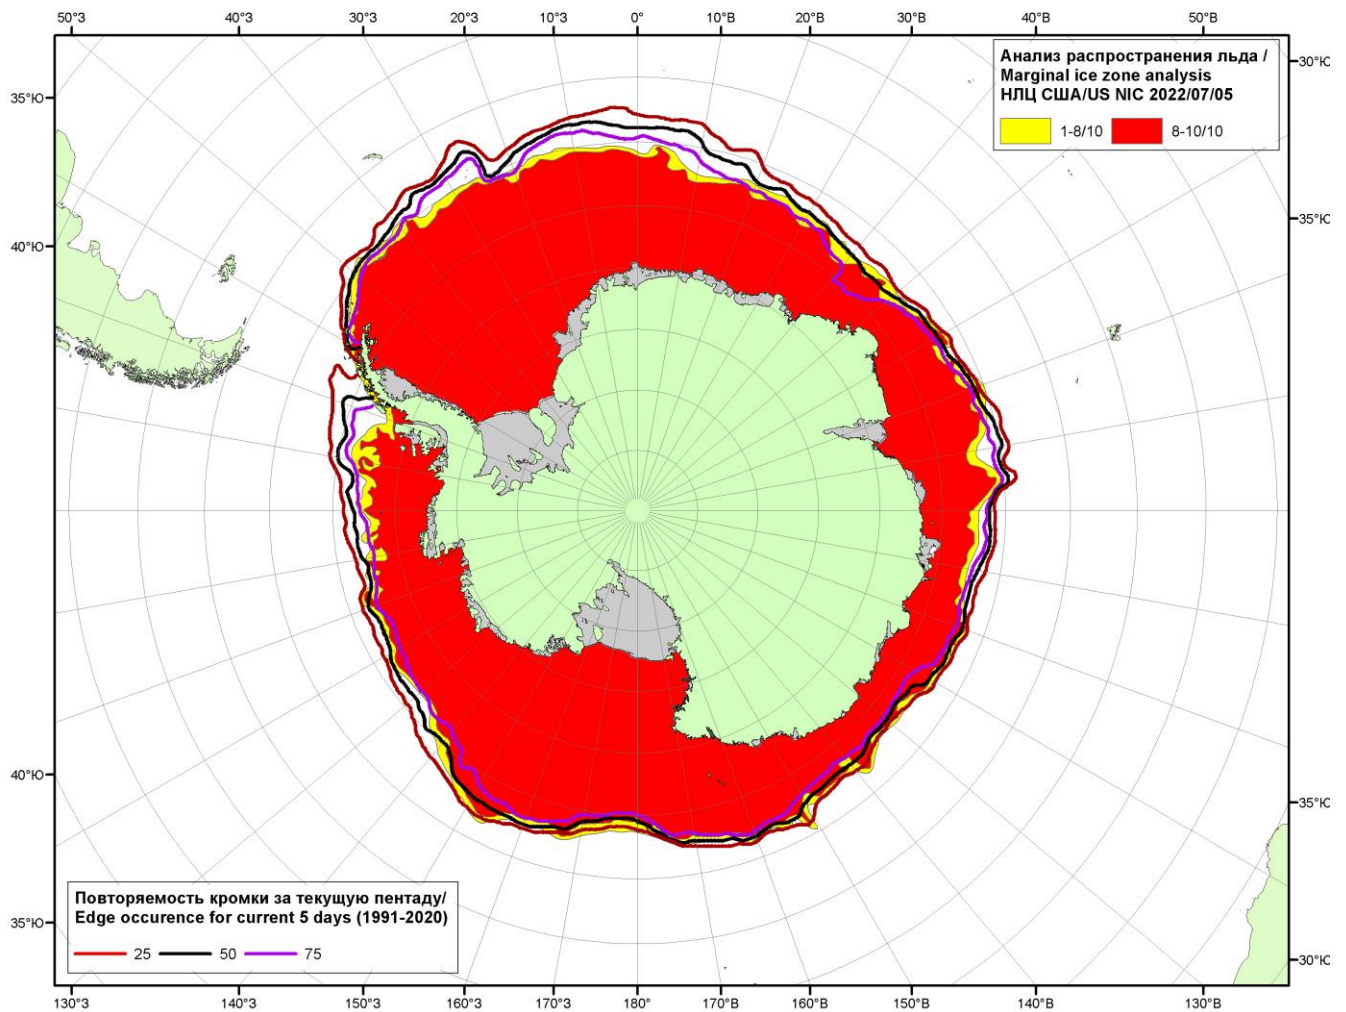 50°З 40°З 30°З 20°З 10°З 0° 10°В 20°В 30°В 40°В 50°В
Анализ распространения льда /
Marginal ice zone analysis
НЛЦ США/US NIC 2022/07/05
1-8/10 8-10/10
30°Ю
35°Ю
35°Ю
40°Ю
40°Ю
35°Ю
35°Ю
30°Ю
Повторяемость кромки за текущую пентаду/
Edge occurence for current 5 days (1991-2020)
25 50 75
130°З 140°З 150°З 160°З 170°З 180° 170°В 160°В 150°В 140°В 130°В